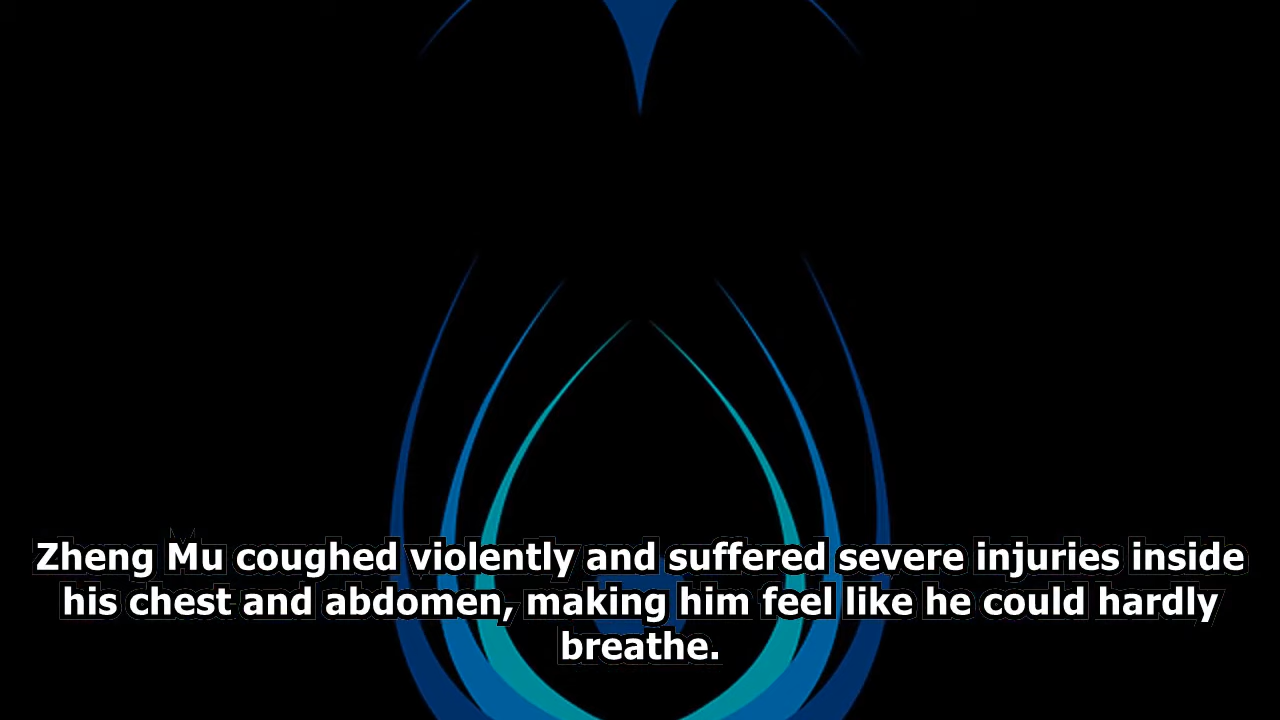 Zheng Mu coughed violently and suffered severe injuries inside
his chest and abdomen, making him feel like he could hardly
breathe.